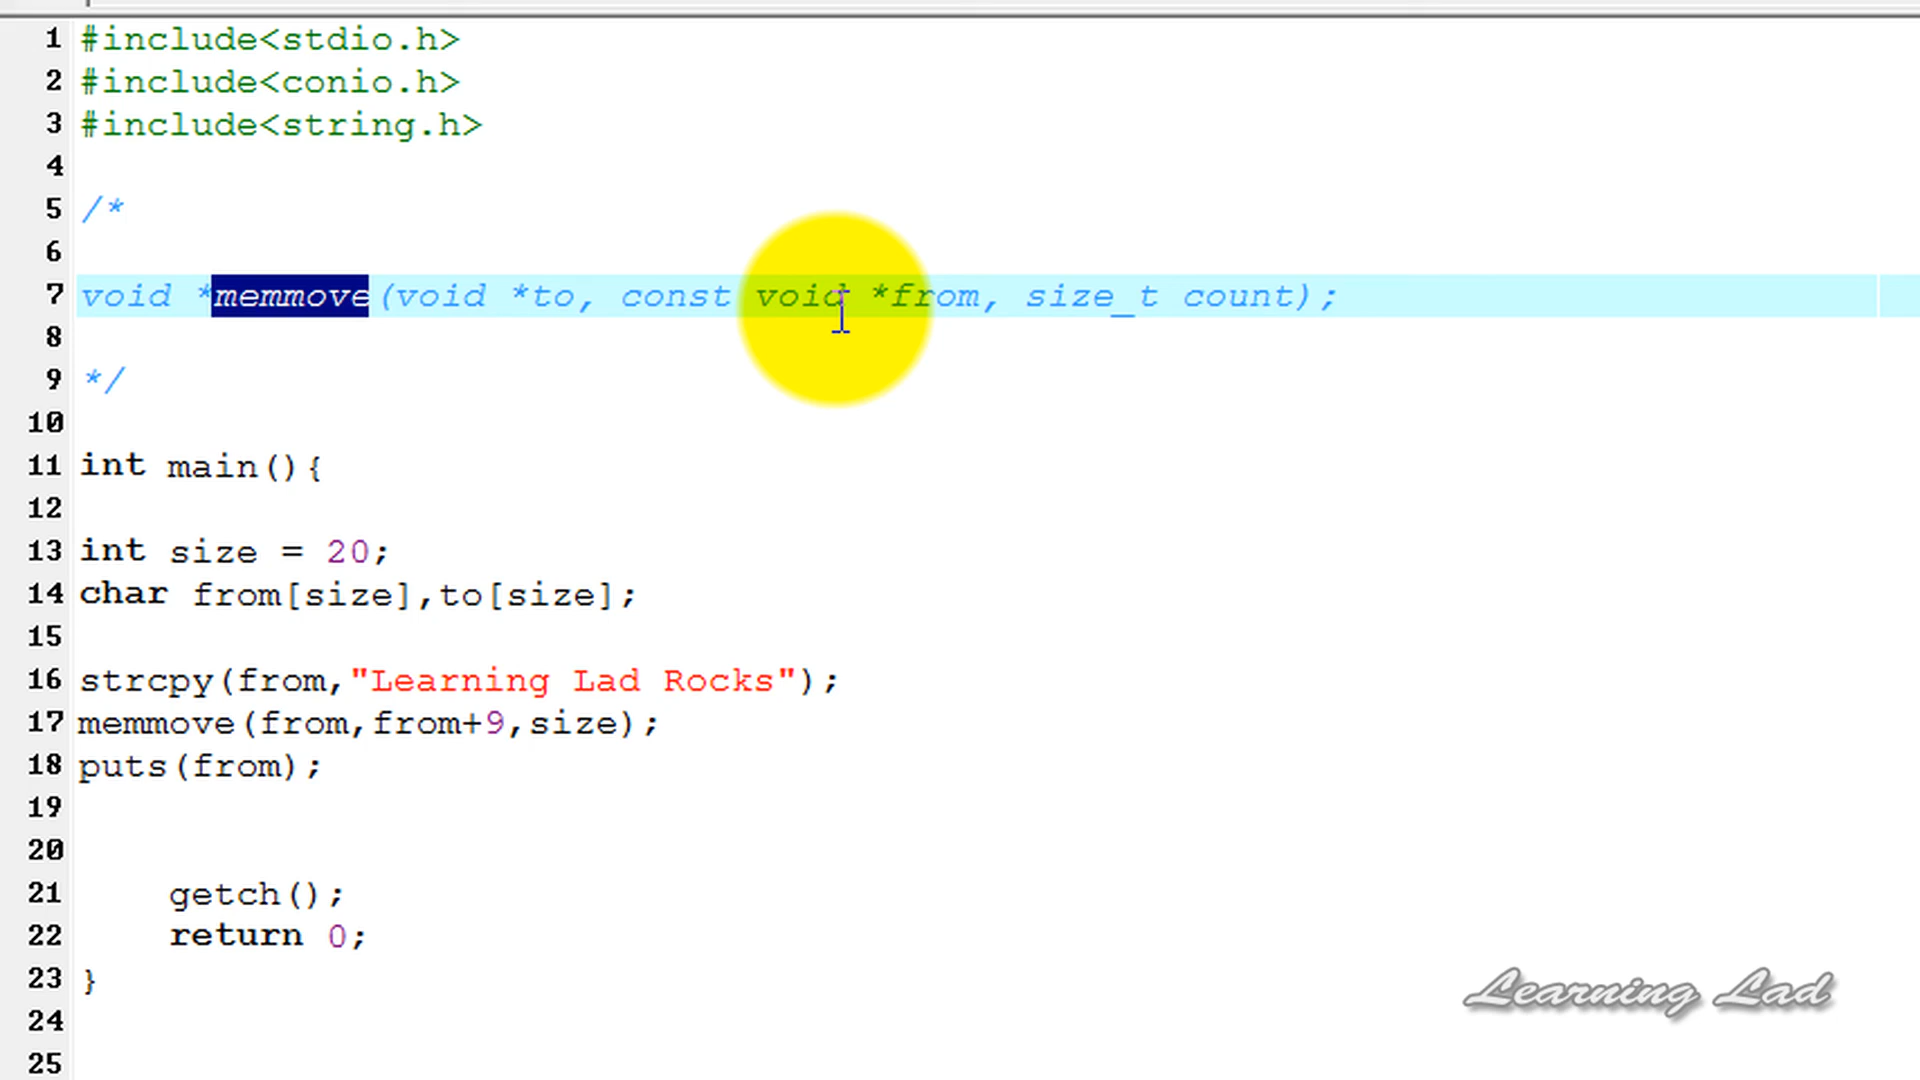 1 #include<stdio.h>
2 #include<conio.h>
3 #include<string.h>
4
5 /*
6
7 void *memmove(void *to, const void *from, size_t count);
8
9 */
10
11 int main(){
12
13 int size = 20;
14 char from[size],to[size];
15
16 strcpy(from,"Learning Lad Rocks");
17 memmove(from,from+9,size);
18 puts(from);
19
20
21 getch();
22 return 0;
23 }
24
25
Learning Lad